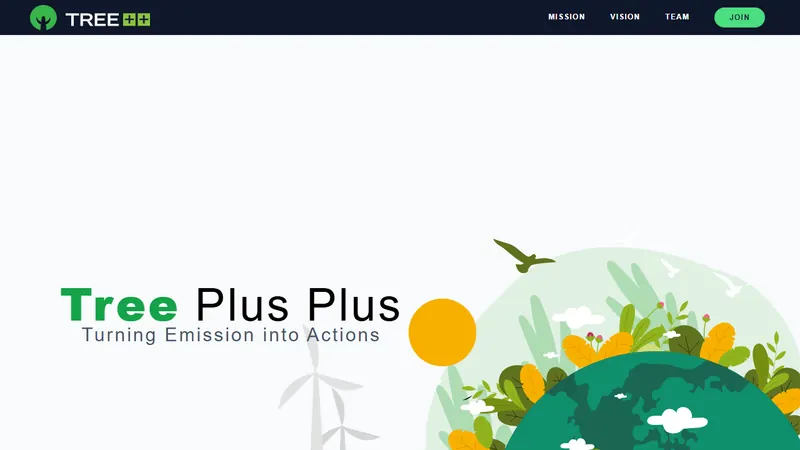 TREE++
MISSION
VISION
TEAM
JOIN
Tree Plus Plus
Turning Emission into Actions